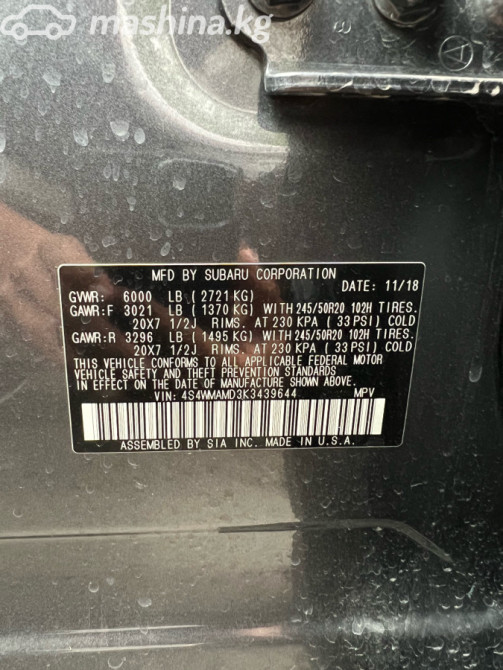 mashina.kg
MFD BY SUBARU CORPORATION
DATE: 11/18
GVWR: 6000 LB ( 2721 KG)
GAWR:F 3021 LB ( 1370 KG) WITH 245/50R20 102H TIRES.
20X7 1/2J RIMS. AT 230 KPA ( 33 PSI) COLD
GAWR:R 3296 LB ( 1495 KG) WITH 245/50R20 102H TIRES.
20X7 1/2J RIMS. AT 230 KPA ( 33 PSI) COLD
THIS VEHICLE CONFORMS TO ALL APPLICABLE FEDERAL MOTOR
VEHICLE SAFETY AND THEFT PREVENTION STANDARDS
IN EFFECT ON THE DATE OF MANUFACTURE SHOWN ABOVE.
VIN: 4S4WMAMD3K3439644 MPV
ASSEMBLED BY SIA INC. MADE IN U.S.A.